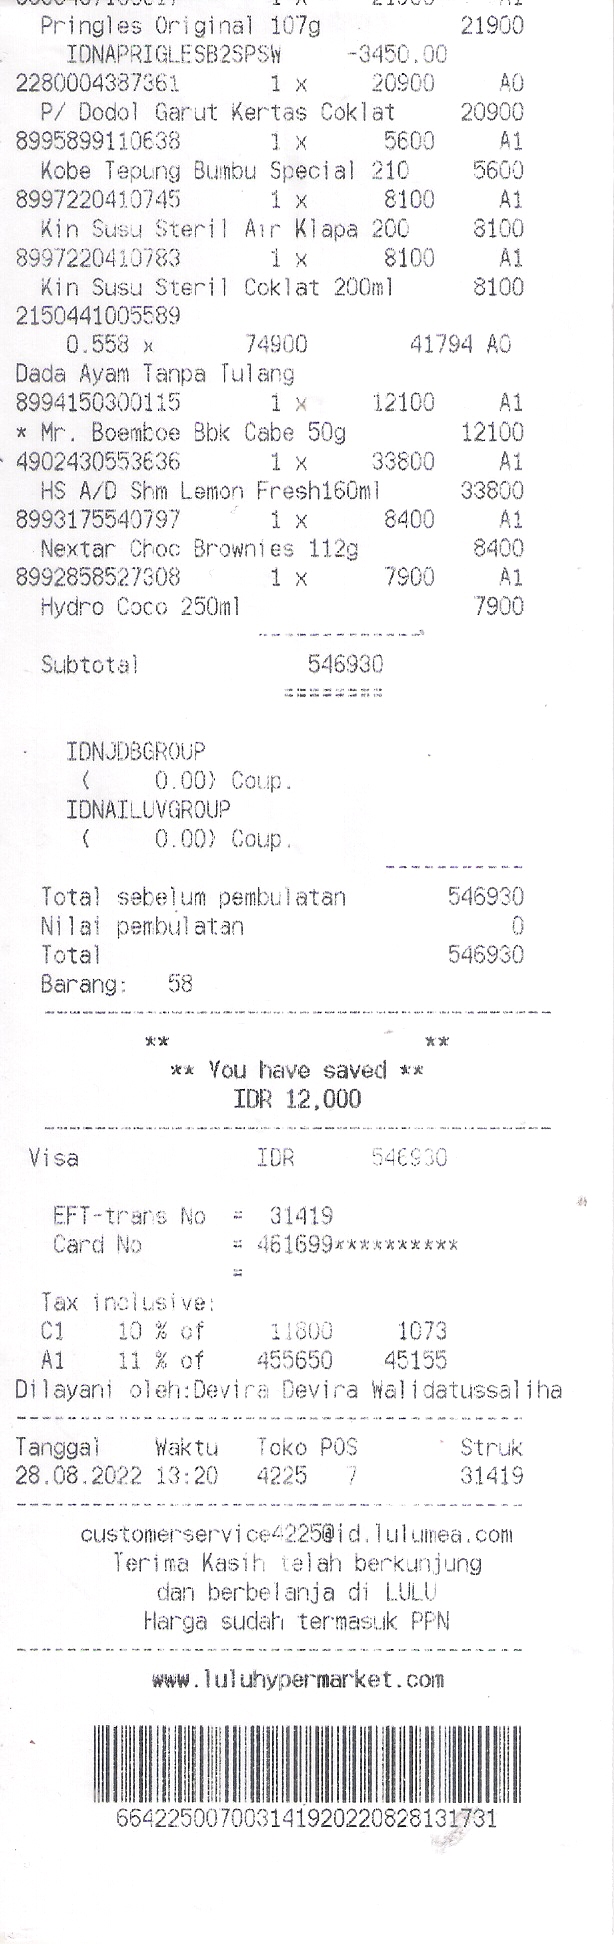 Pringles Original 107g 21900
IDNAPRIGLESB2SPSW -3450.00
2280004387361 1 x 20900 A0
P/ Dodol Garut Kertas Coklat 20900
8995899110638 1 x 5600 A1
Kobe Tepung Bumbu Special 210 5600
8997220410745 1 x 8100 A1
Kin Susu Steril Air Klapa 200 8100
8997220410783 1 x 8100 A1
Kin Susu Steril Coklat 200ml 8100
2150441005589
0.558 x 74900 41794 A0
Dada Ayam Tanpa Tulang
8994150300115 1 x 12100 A1
* Mr. Boemboe Bbk Cabe 50g 12100
4902430553636 1 x 33800 A1
HS A/D Shm Lemon Fresh160ml 33800
8993175540797 1 x 8400 A1
Nextar Choc Brownies 112g 8400
8992858527308 1 x 7900 A1
Hydro Coco 250ml 7900
Subtotal 546930
========
IDNJDBGROUP
( 0.00) Coup.
IDNAILUVGROUP
( 0.00) Coup.
Total sebelum pembulatan 546930
Nilai pembulatan 0
Total 546930
Barang: 58
** **
** You have saved **
IDR 12,000
Visa IDR 546930
EFT-trans No = 31419
Card No = 461699**********
=
Tax inclusive:
C1 10 % of 11800 1073
A1 11 % of 455650 45155
Dilayani oleh:Devira Devira Walidatussaliha
Tanggal Waktu Toko POS Struk
28.08.2022 13:20 4225 7 31419
customerservice4225@id.lulumea.com
Terima Kasih telah berkunjung
dan berbelanja di LULU
Harga sudah termasuk PPN
www.luluhypermarket.com
664225007003141920220828131731